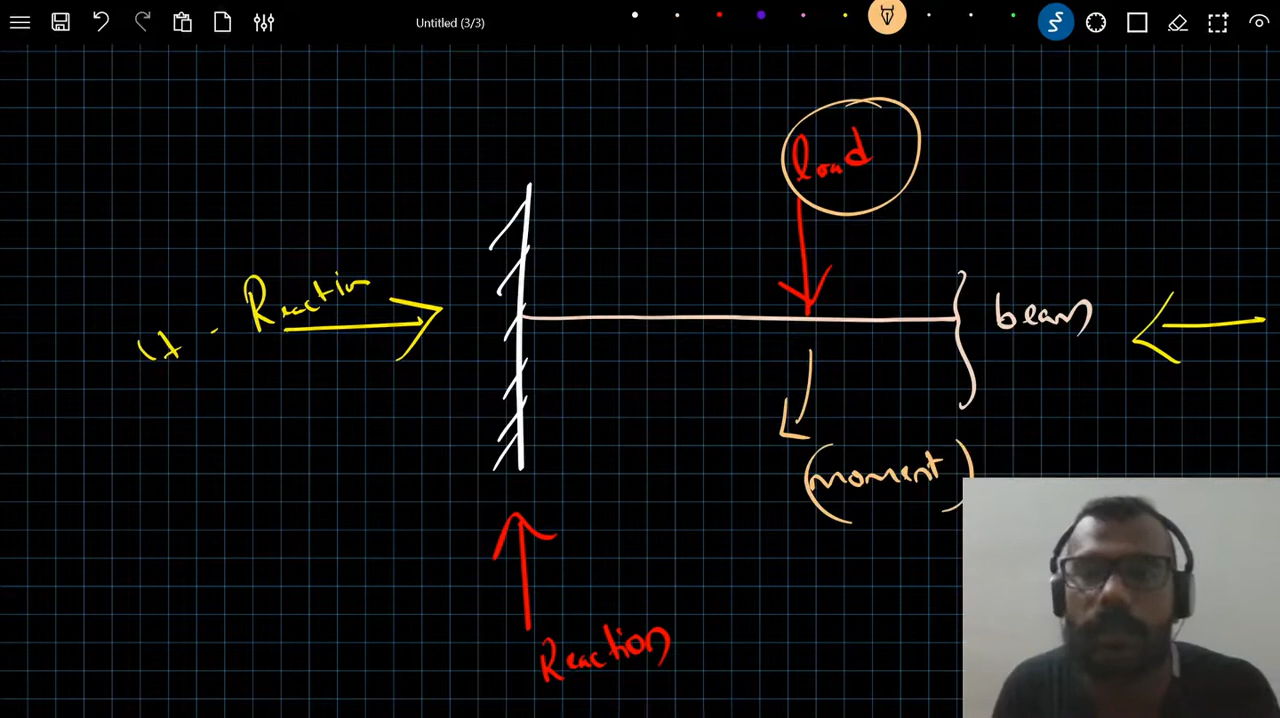 Untitled (3/3)
load
Reaction
beam
(moment)
Reaction